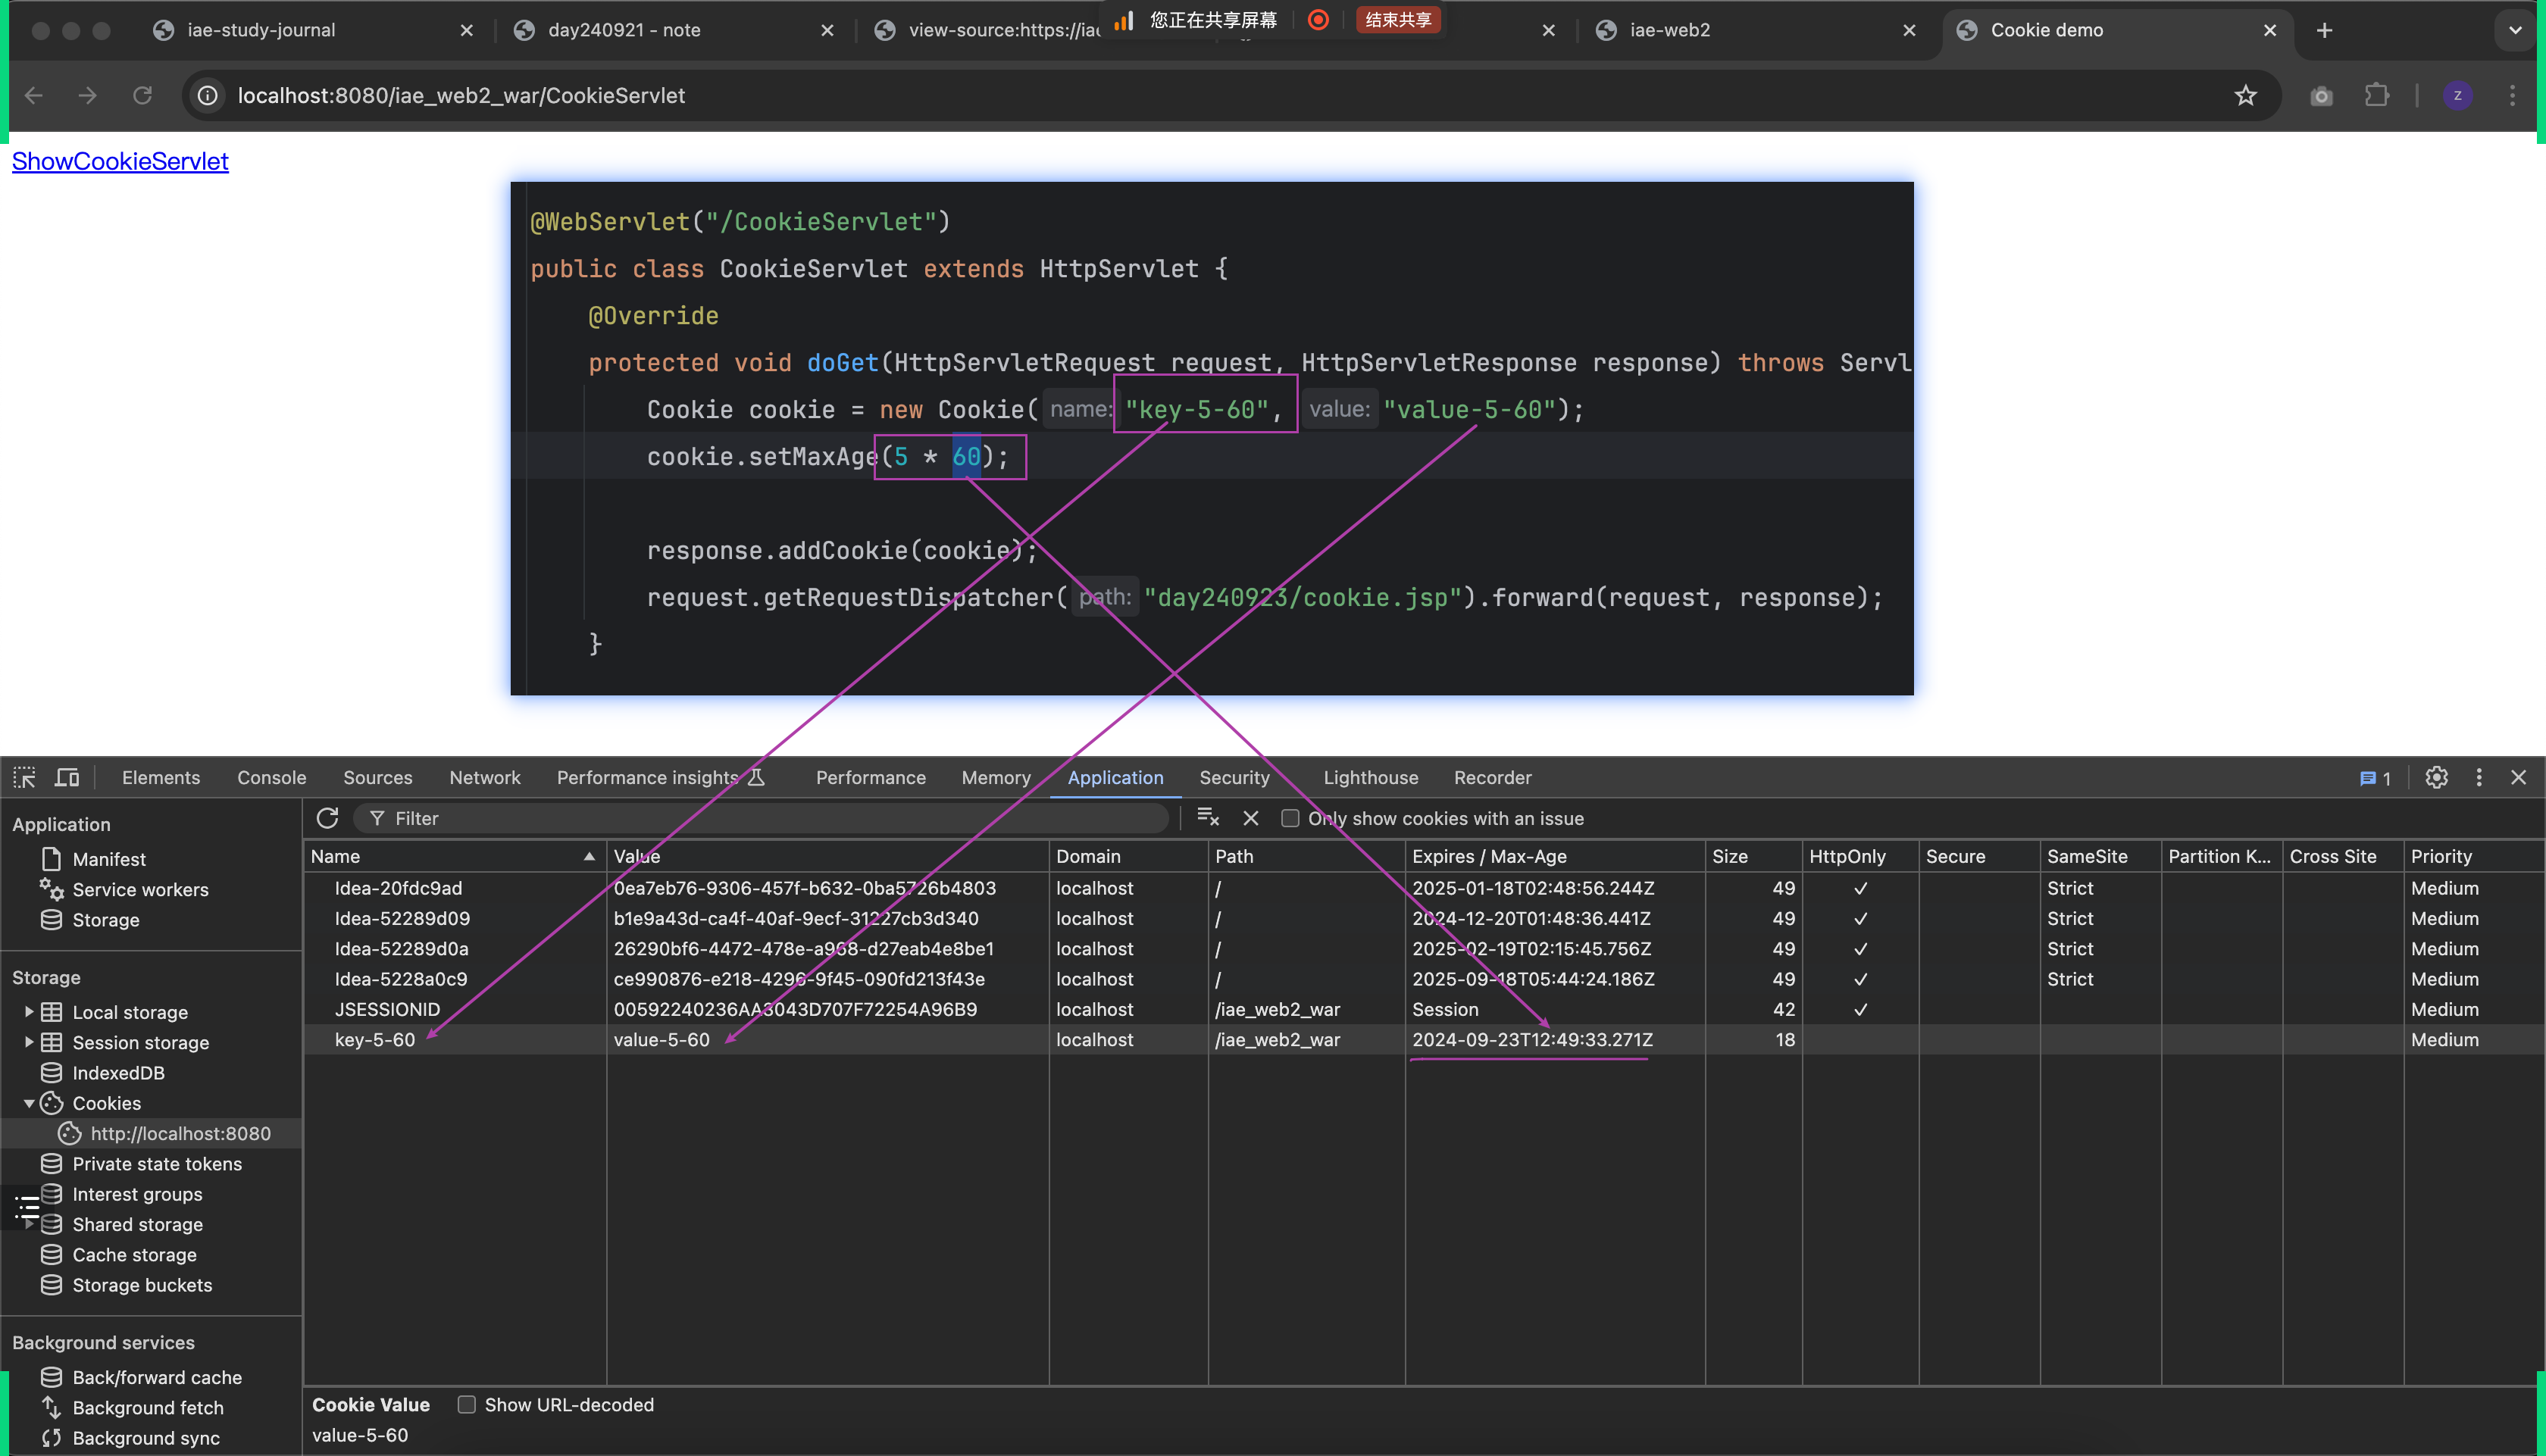 iae-study-journal
day240921 - note
view-source:https://iae
您正在共享屏幕
结束共享
iae-web2
Cookie demo
localhost:8080/iae_web2_war/CookieServlet
Z
ShowCookieServlet
@WebServlet("/CookieServlet")
public class CookieServlet extends HttpServlet {
@Override
protected void doGet(HttpServletRequest request, HttpServletResponse response) throws Servl
Cookie cookie = new Cookie( name: "key-5-60", value: "value-5-60");
cookie.setMaxAge(5 * 60);
response.addCookie(cookie);
request.getRequestDispatcher( path: "day240923/cookie.jsp").forward(request, response);
}
Elements Console Sources Network Performance insights Performance Memory Application Security Lighthouse Recorder 1
Application
Manifest
Service workers
Storage
Storage
Local storage
Session storage
IndexedDB
Cookies
http://localhost:8080
Private state tokens
Interest groups
Shared storage
Cache storage
Storage buckets
Background services
Back/forward cache
Background fetch
Background sync
Filter Only show cookies with an issue
Name Value Domain Path Expires / Max-Age Size HttpOnly Secure SameSite Partition K... Cross Site Priority
Idea-20fdc9ad 0ea7eb76-9306-457f-b632-0ba5726b4803 localhost / 2025-01-18T02:48:56.244Z 49 ✓ Strict Medium
Idea-52289d09 b1e9a43d-ca4f-40af-9ecf-31227cb3d340 localhost / 2024-12-20T01:48:36.441Z 49 ✓ Strict Medium
Idea-52289d0a 26290bf6-4472-478e-a968-d27eab4e8be1 localhost / 2025-02-19T02:15:45.756Z 49 ✓ Strict Medium
Idea-5228a0c9 ce990876-e218-4296-9f45-090fd213f43e localhost / 2025-09-18T05:44:24.186Z 49 ✓ Strict Medium
JSESSIONID 00592240236AA3043D707F72254A96B9 localhost /iae_web2_war Session 42 ✓ Medium
key-5-60 value-5-60 localhost /iae_web2_war 2024-09-23T12:49:33.271Z 18 Medium
Cookie Value Show URL-decoded
value-5-60